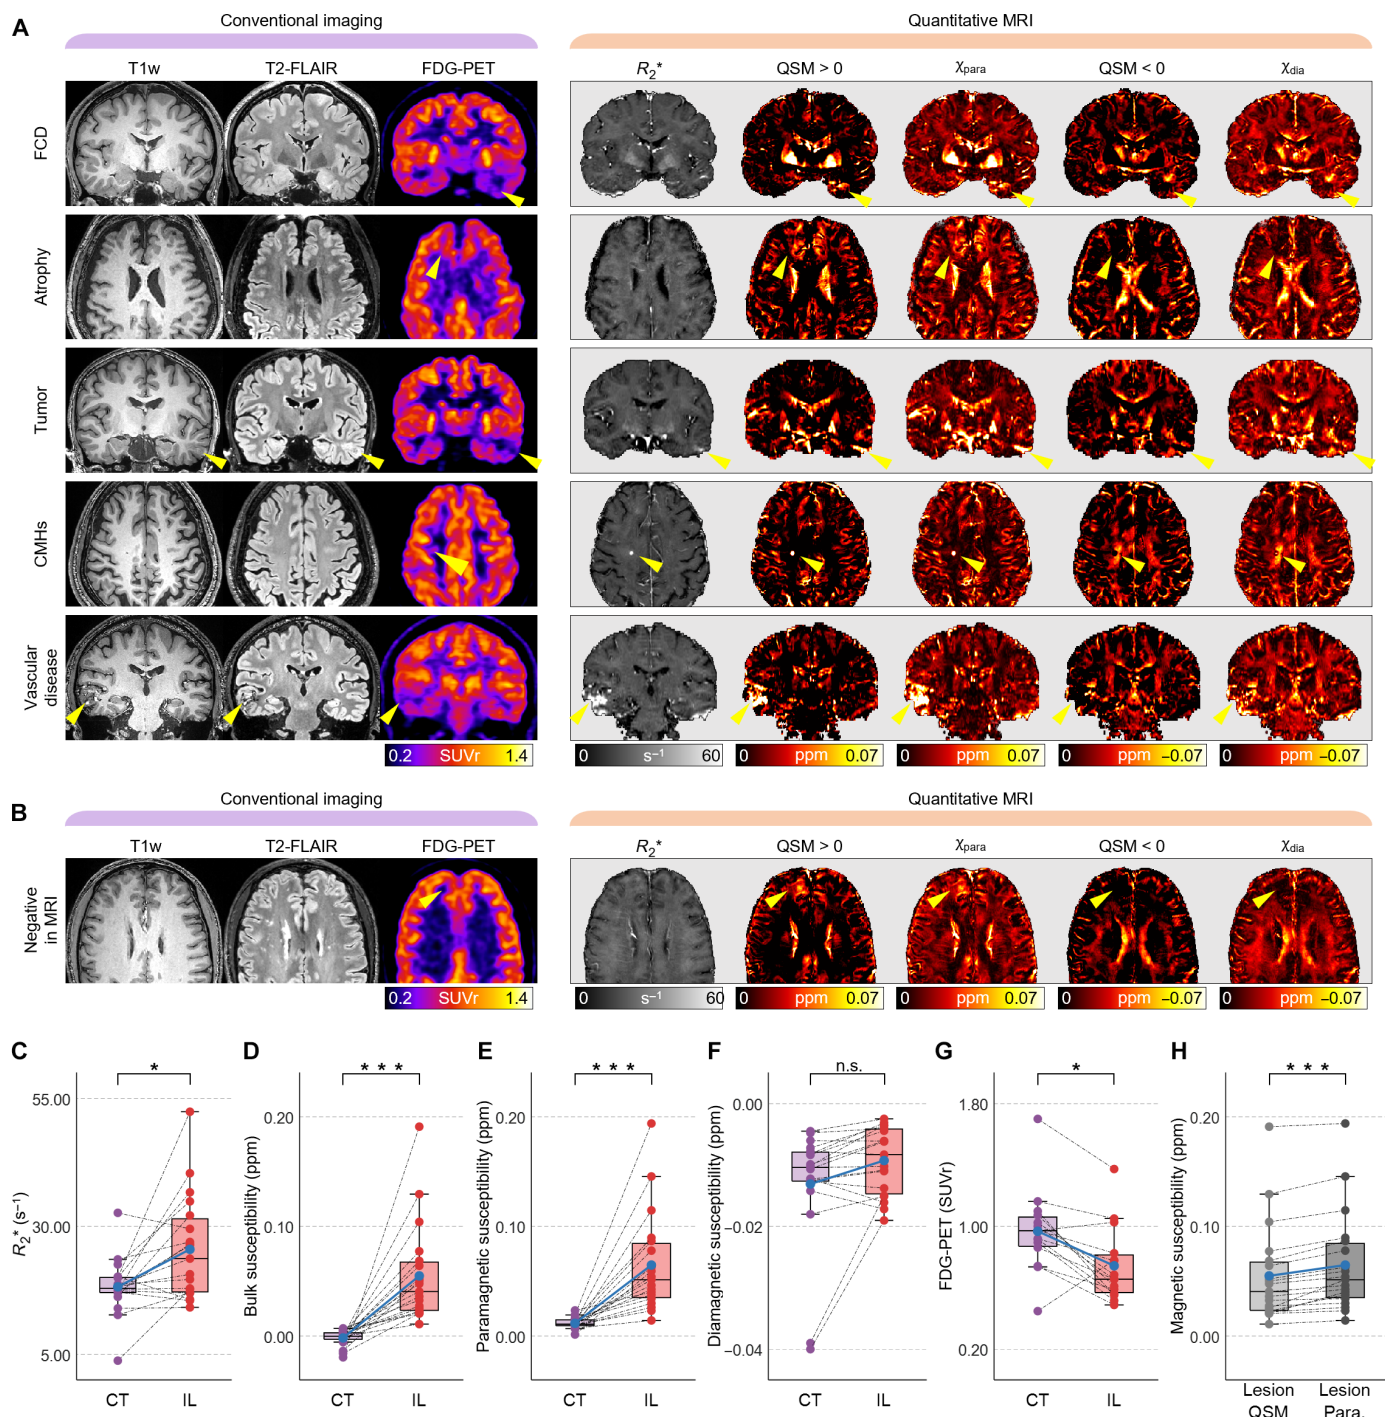 A
Conventional imaging
Quantitative MRI
T1w
T2-FLAIR
FDG-PET
R2*
QSM > 0
χpara
QSM < 0
χdia
FCD
Atrophy
Tumor
CMHs
Vascular
disease
0.2 SUVr 1.4
0 s⁻¹ 60
0 ppm 0.07
0 ppm 0.07
0 ppm −0.07
0 ppm −0.07
B
Conventional imaging
Quantitative MRI
T1w
T2-FLAIR
FDG-PET
R2*
QSM > 0
χpara
QSM < 0
χdia
Negative
in MRI
0.2 SUVr 1.4
0 s⁻¹ 60
0 ppm 0.07
0 ppm 0.07
0 ppm −0.07
0 ppm −0.07
C
R2* (s⁻¹)
*
55.00
30.00
5.00
CT
IL
D
Bulk susceptibility (ppm)
* * *
0.20
0.10
0.00
CT
IL
E
Paramagnetic susceptibility (ppm)
* * *
0.20
0.10
0.00
CT
IL
F
Diamagnetic susceptibility (ppm)
n.s.
0.00
−0.02
−0.04
CT
IL
G
FDG-PET (SUVr)
*
1.80
1.00
0.20
CT
IL
H
Magnetic susceptibility (ppm)
* * *
0.20
0.10
0.00
Lesion
QSM
Lesion
Para.